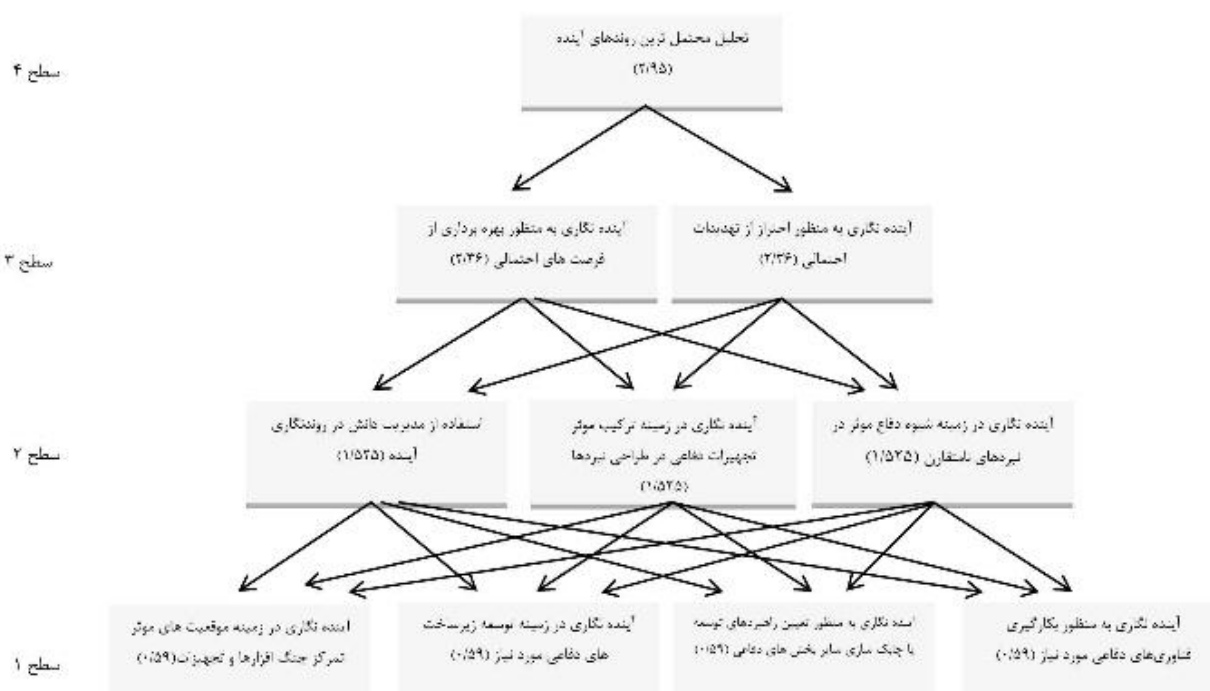 تحلیل محتمل ترین روندهای آینده
(۲/۹۵)
سطح ۴
آینده نگاری به منظور احتراز از تهدیدات
احتمالی (۲/۳۶)
آینده نگاری به منظور بهره برداری از
فرصت های احتمالی (۲/۳۶)
سطح ۳
آینده نگاری در زمینه شیوه دفاع موثر در
نبردهای نامتقارن (۱/۵۲۵)
آینده نگاری در زمینه ترکیب موثر
تجهیزات دفاعی در طراحی نبردها
(۱/۵۲۵)
استفاده از مدیریت دانش در روندنگاری
آینده (۱/۵۲۵)
سطح ۲
آینده نگاری به منظور بکارگیری
فناوری‌های دفاعی مورد نیاز (۰/۵۹)
آینده نگاری به منظور تعیین راهبردهای توسعه
یا چابک سازی سایر بخش های دفاعی (۰/۵۹)
آینده نگاری در زمینه توسعه زیرساخت
های دفاعی مورد نیاز (۰/۵۹)
آینده نگاری در زمینه موقعیت های موثر
تمرکز جنگ افزارها و تجهیزات(۰/۵۹)
سطح ۱